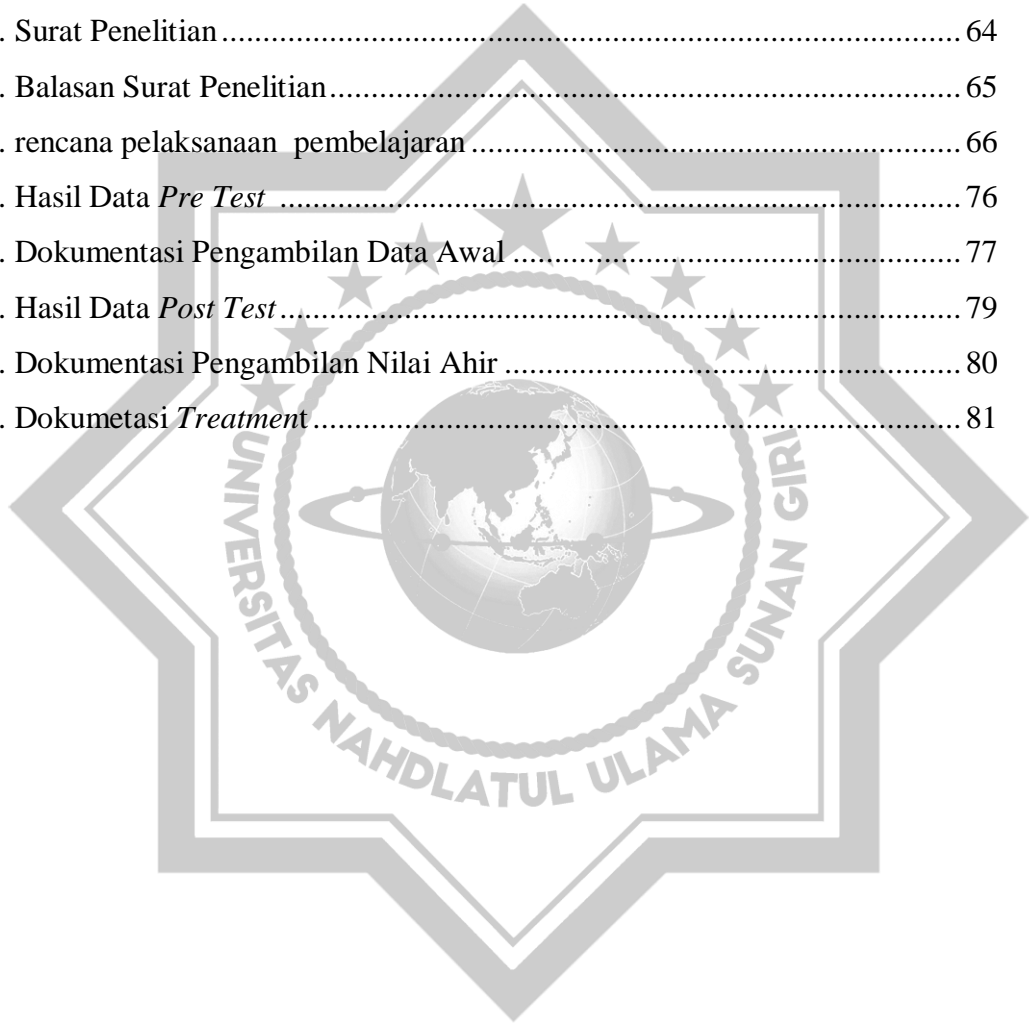 . Surat Penelitian ........................................................................................... 64
. Balasan Surat Penelitian.............................................................................. 65
. rencana pelaksanaan  pembelajaran ............................................................ 66
. Hasil Data Pre Test .................................................................................... 76
. Dokumentasi Pengambilan Data Awal ....................................................... 77
. Hasil Data Post Test .................................................................................... 79
. Dokumentasi Pengambilan Nilai Ahir ........................................................ 80
. Dokumetasi Treatment ................................................................................ 81
UNIVERSITAS NAHDLATUL ULAMA SUNAN GIRI